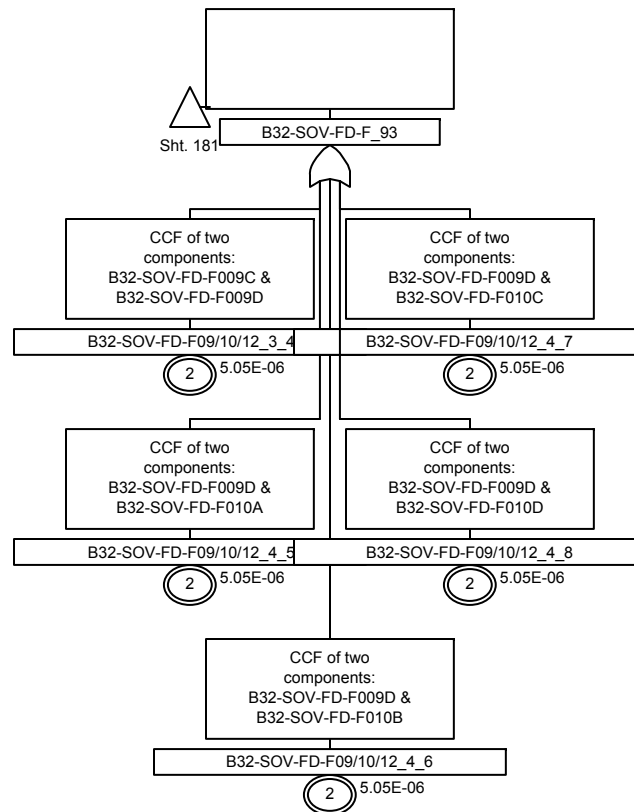 B32-SOV-FD-F_93
Sht. 181
CCF of two
components:
B32-SOV-FD-F009C &
B32-SOV-FD-F009D
B32-SOV-FD-F09/10/12_3_4
2
5.05E-06
CCF of two
components:
B32-SOV-FD-F009D &
B32-SOV-FD-F010C
B32-SOV-FD-F09/10/12_4_7
2
5.05E-06
CCF of two
components:
B32-SOV-FD-F009D &
B32-SOV-FD-F010A
B32-SOV-FD-F09/10/12_4_5
2
5.05E-06
CCF of two
components:
B32-SOV-FD-F009D &
B32-SOV-FD-F010D
B32-SOV-FD-F09/10/12_4_8
2
5.05E-06
CCF of two
components:
B32-SOV-FD-F009D &
B32-SOV-FD-F010B
B32-SOV-FD-F09/10/12_4_6
2
5.05E-06